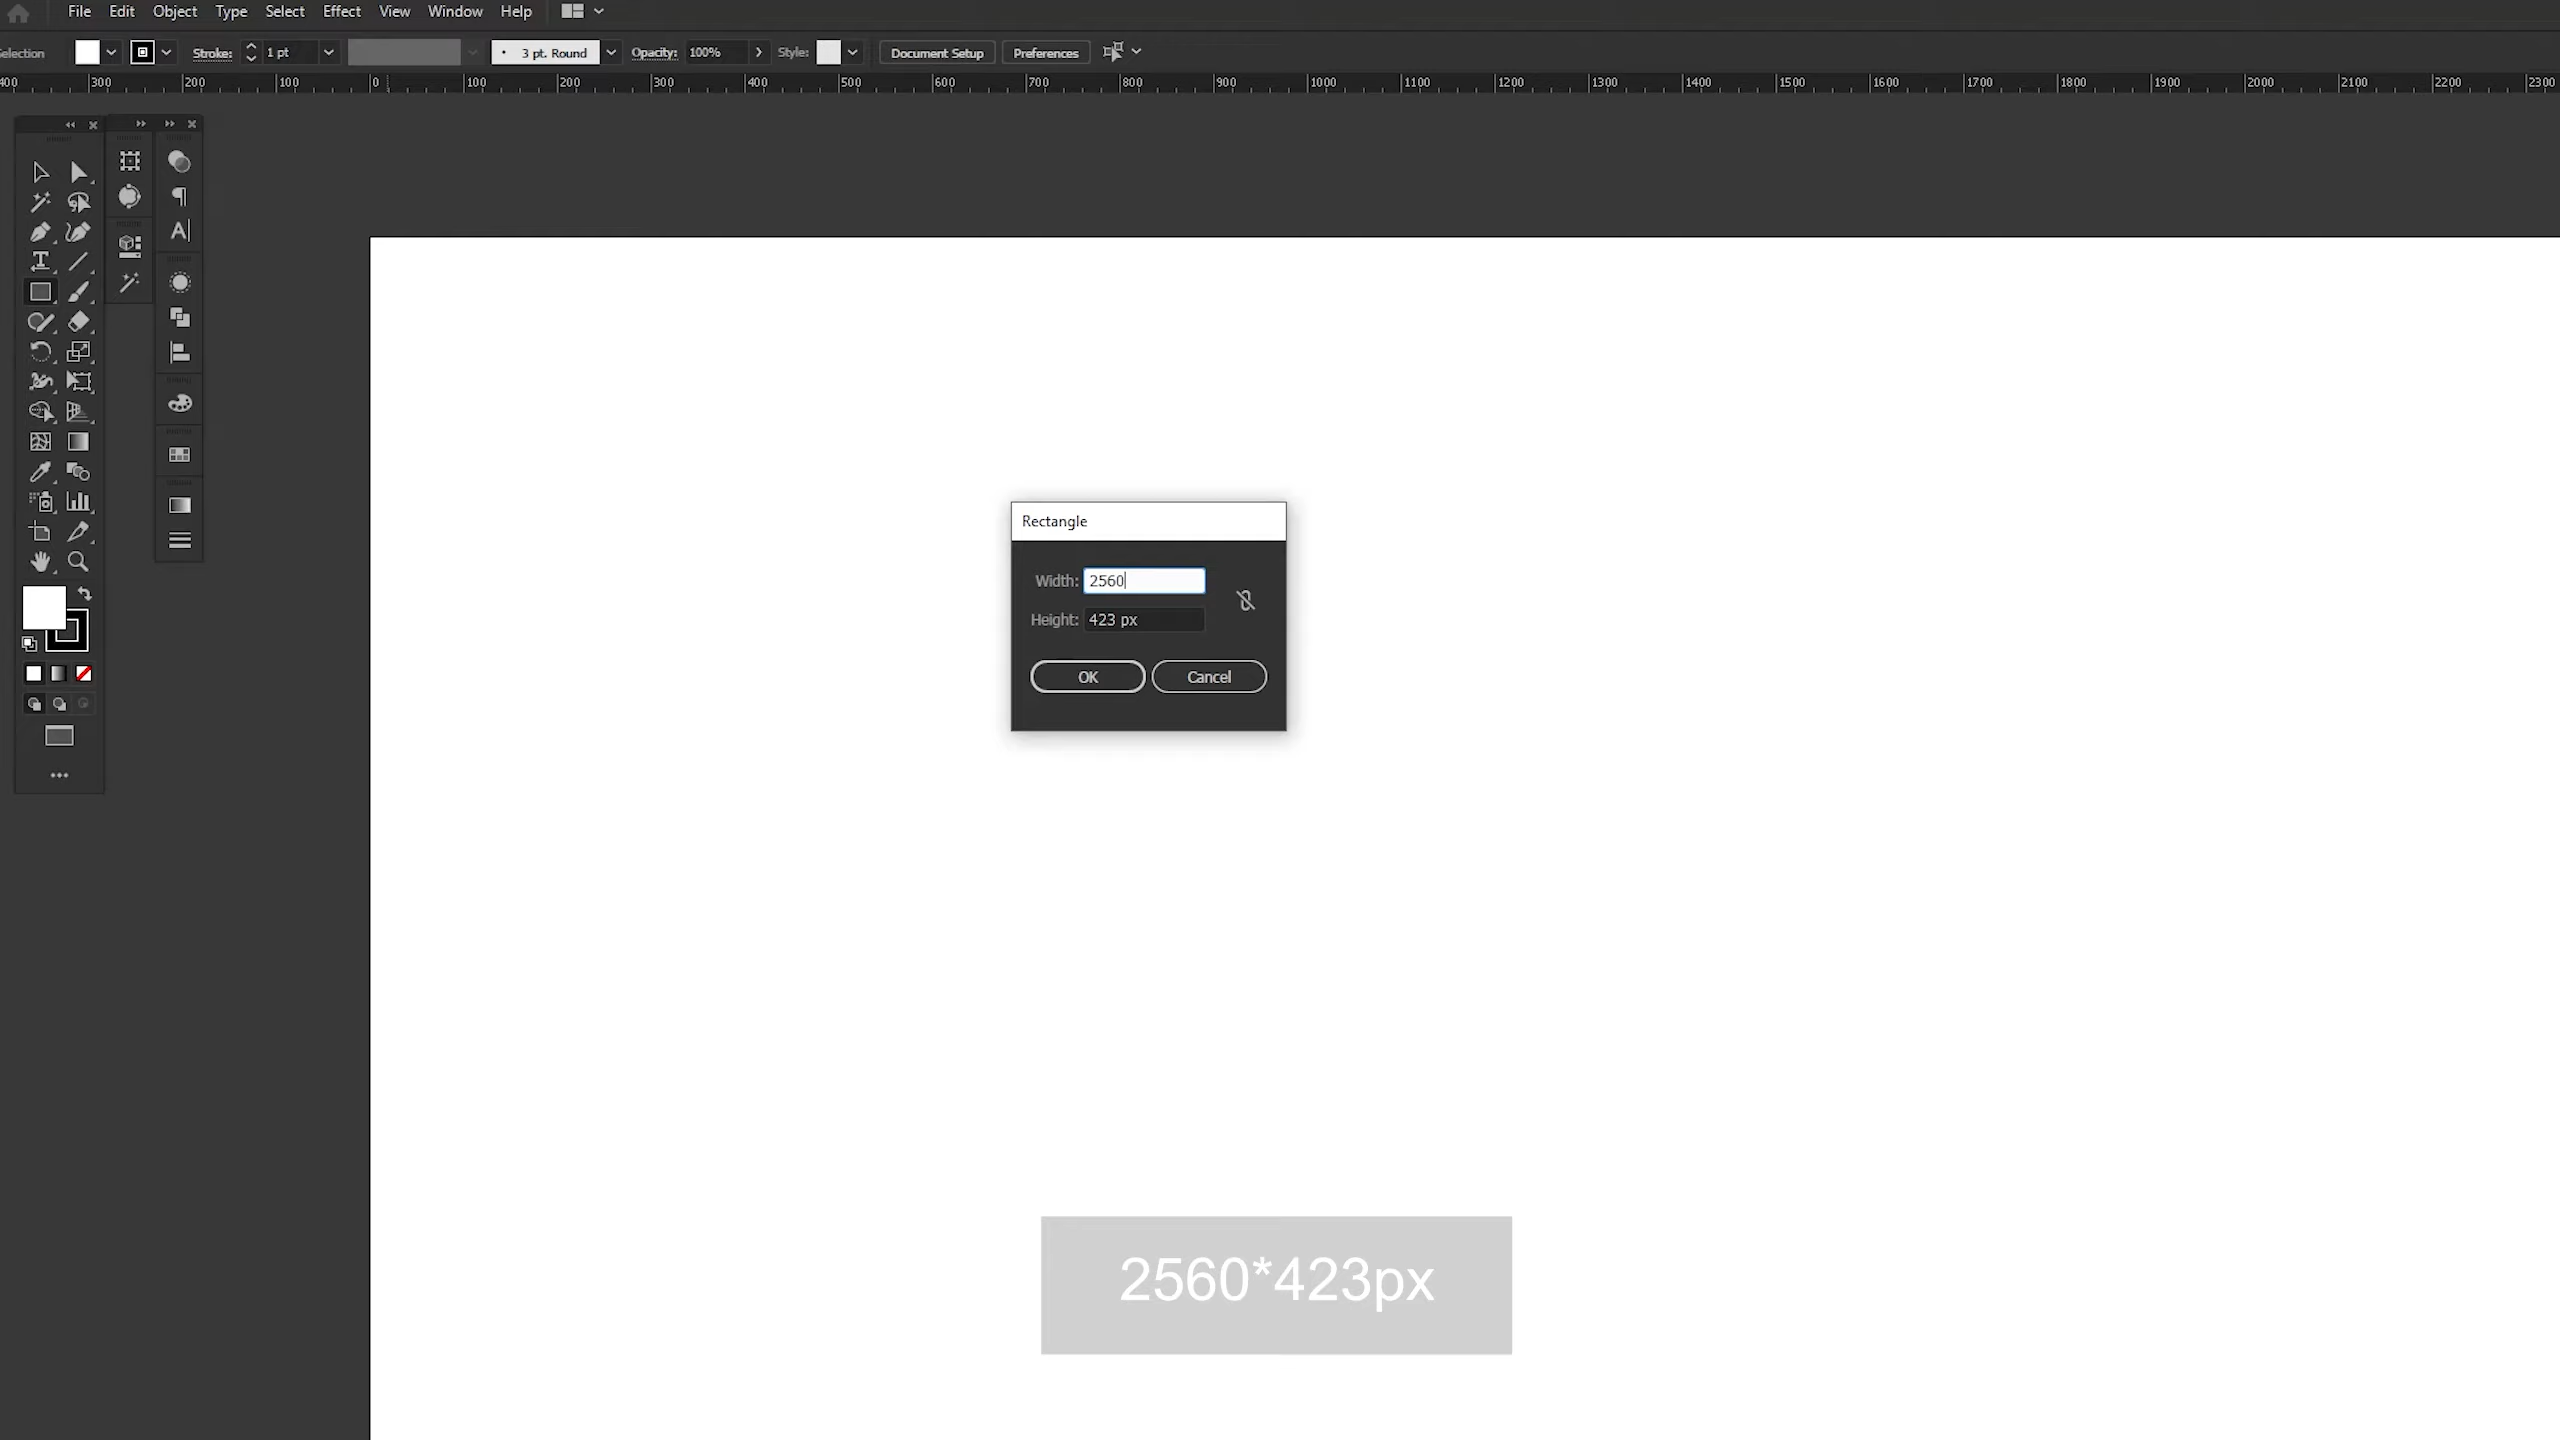 File Edit Object Type Select Effect View Window Help
election Stroke: 1 pt 3 pt. Round Opacity: 100% Style: Document Setup Preferences
400 300 200 100 0 100 200 300 400 500 600 700 800 900 1000 1100 1200 1300 1400 1500 1600 1700 1800 1900 2000 2100 2200 2300
Rectangle
Width: 2560
Height: 423 px
OK Cancel
2560*423px